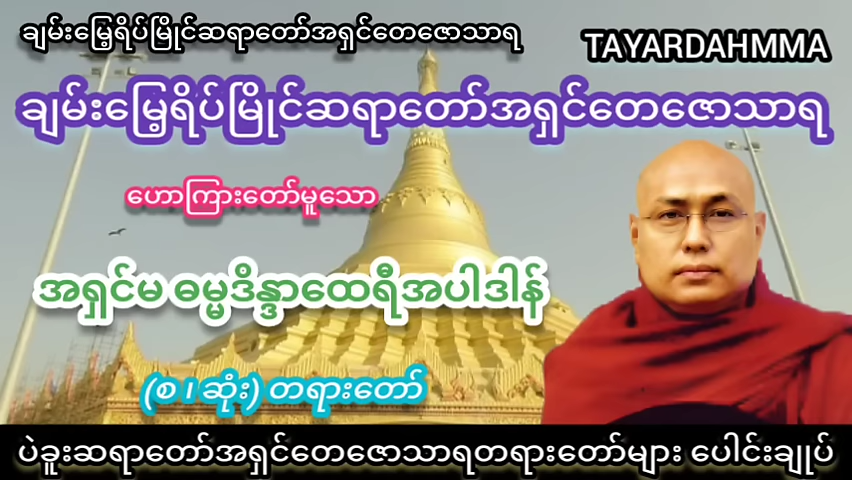 ချမ်းမြေ့ရိပ်မြိုင်ဆရာတော်အရှင်တေဇောသာရ
TAYARDAHMMA
ချမ်းမြေ့ရိပ်မြိုင်ဆရာတော်အရှင်တေဇောသာရ
ဟောကြားတော်မူသော
အရှင်မ ဓမ္မဒိန္ဒာထေရီအပါဒါန်
(စ ၊ ဆုံး) တရားတော်
ပဲခူးဆရာတော်အရှင်တေဇောသာရတရားတော်များ ပေါင်းချုပ်